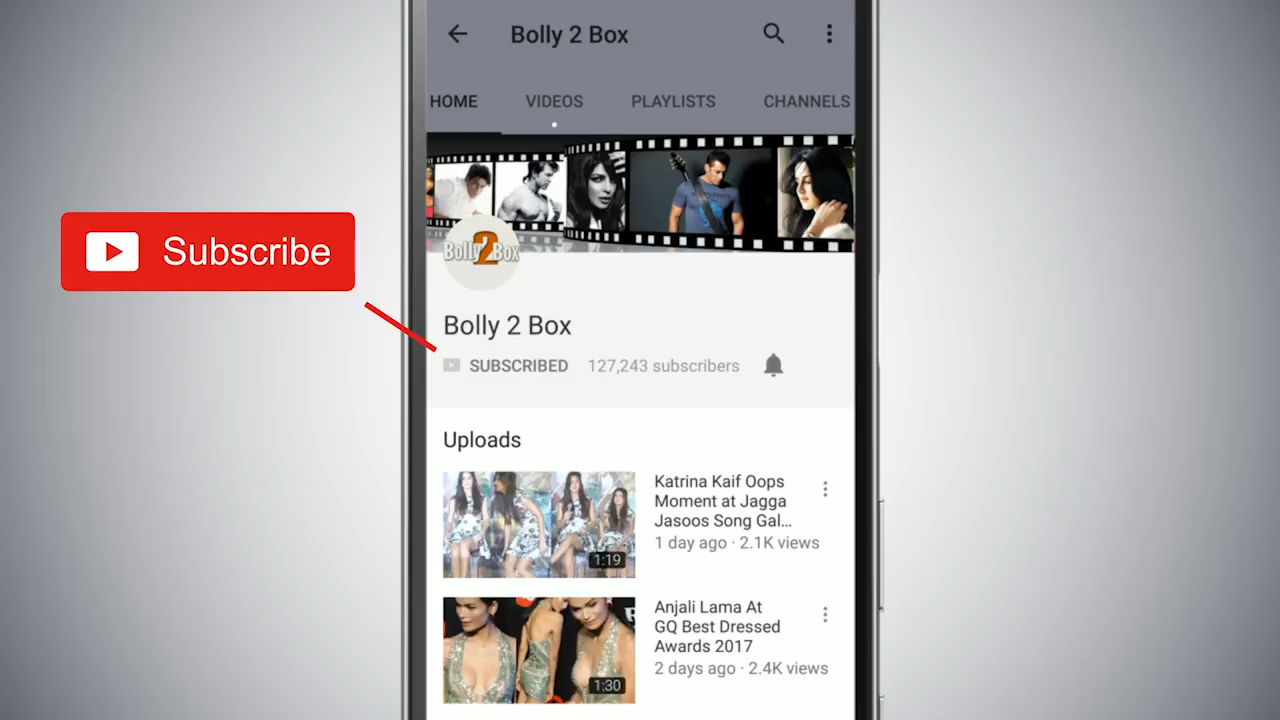 Bolly 2 Box
HOME VIDEOS PLAYLISTS CHANNELS
Bolly 2 Box
Subscribe
Bolly 2 Box
SUBSCRIBED 127,243 subscribers
Uploads
Katrina Kaif Oops
Moment at Jagga
Jasoos Song Gal...
1 day ago · 2.1K views
1:19
Anjali Lama At
GQ Best Dressed
Awards 2017
2 days ago · 2.4K views
1:30